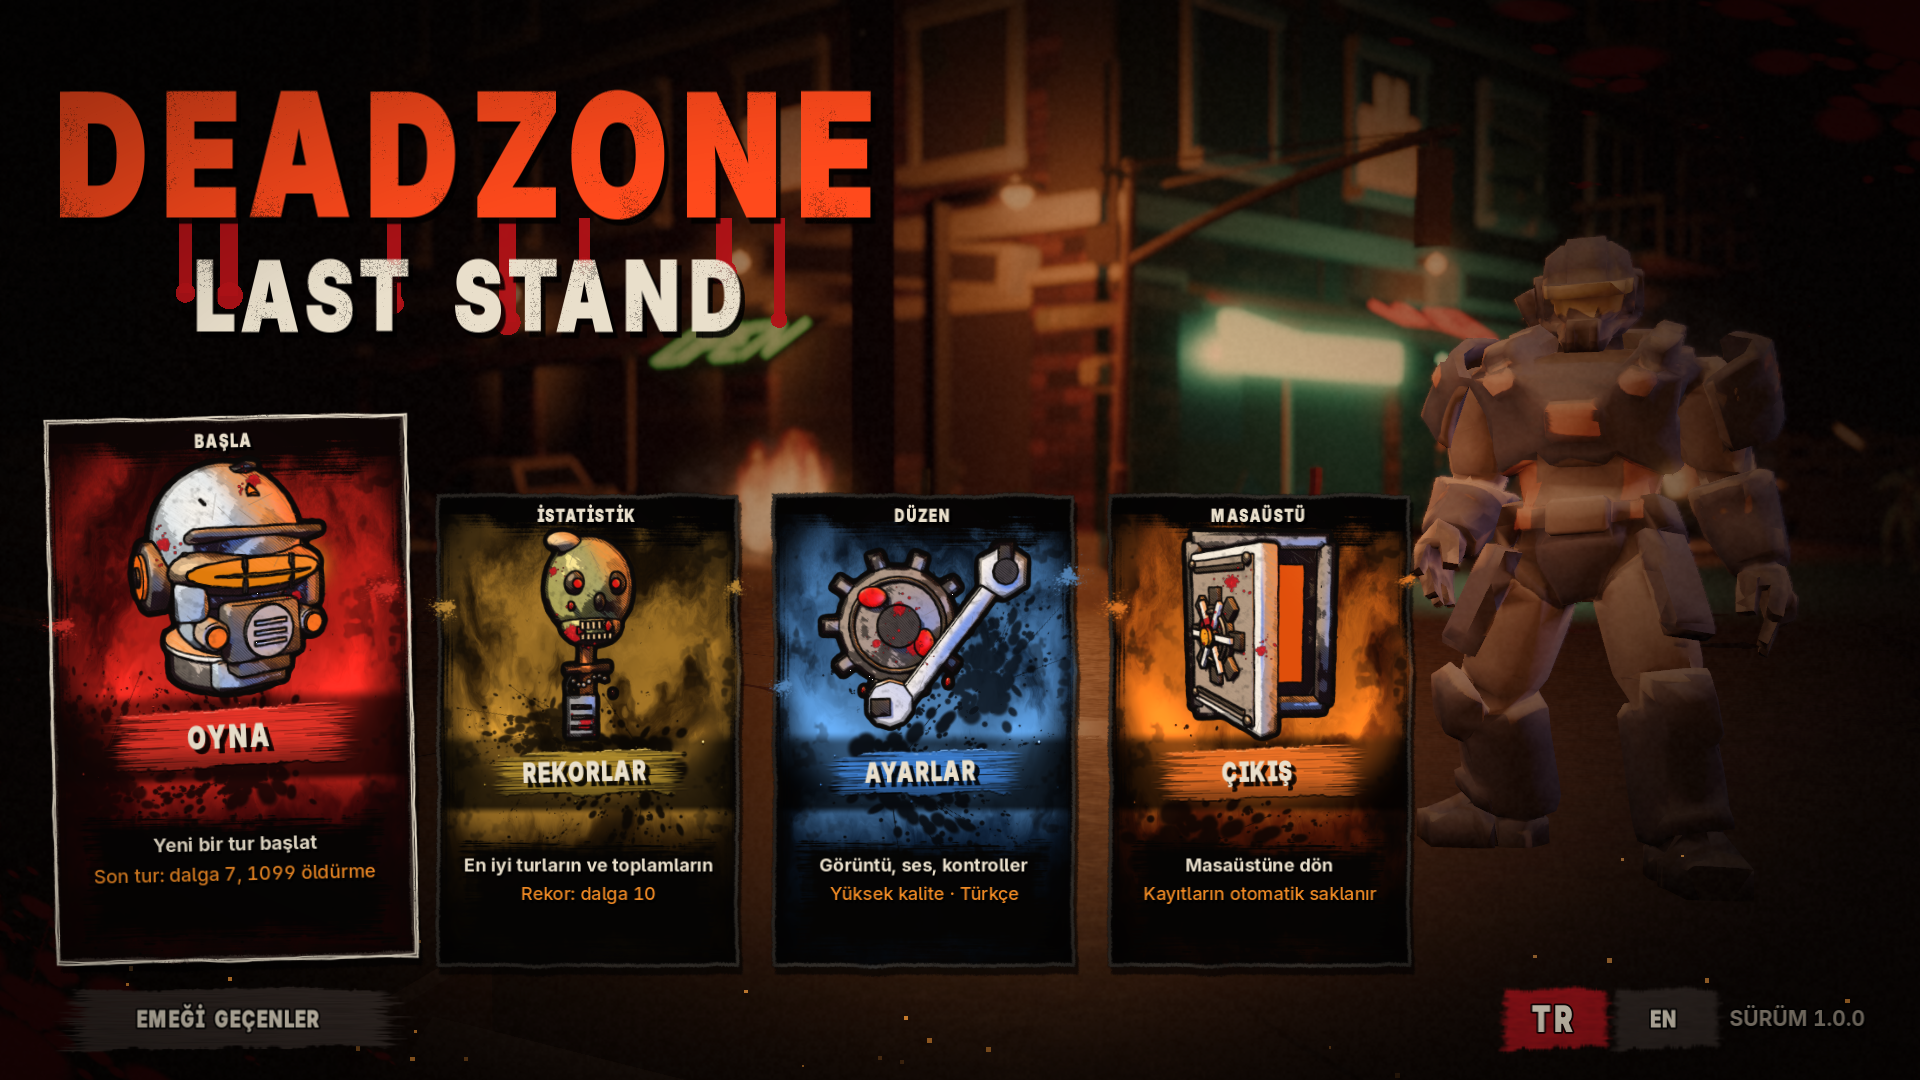 DEADZONE
LAST STAND
OPEN
BAŞLA
OYNA
Yeni bir tur başlat
Son tur: dalga 7, 1099 öldürme
İSTATİSTİK
REKORLAR
En iyi turların ve toplamların
Rekor: dalga 10
DÜZEN
AYARLAR
Görüntü, ses, kontroller
Yüksek kalite · Türkçe
MASAÜSTÜ
ÇIKIŞ
Masaüstüne dön
Kayıtların otomatik saklanır
EMEĞİ GEÇENLER
TR
EN
SÜRÜM 1.0.0